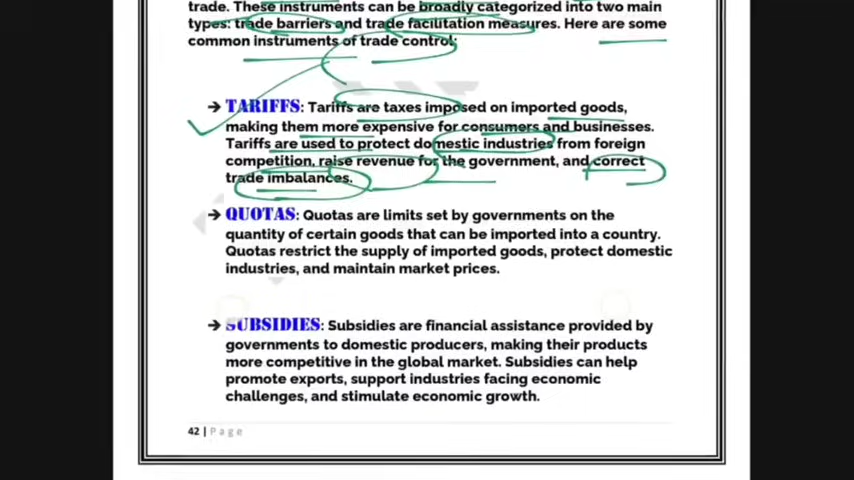 trade. These instruments can be broadly categorized into two main
types: trade barriers and trade facilitation measures. Here are some
common instruments of trade control:
→ TARIFFS: Tariffs are taxes imposed on imported goods,
making them more expensive for consumers and businesses.
Tariffs are used to protect domestic industries from foreign
competition, raise revenue for the government, and correct
trade imbalances.
→ QUOTAS: Quotas are limits set by governments on the
quantity of certain goods that can be imported into a country.
Quotas restrict the supply of imported goods, protect domestic
industries, and maintain market prices.
→ SUBSIDIES: Subsidies are financial assistance provided by
governments to domestic producers, making their products
more competitive in the global market. Subsidies can help
promote exports, support industries facing economic
challenges, and stimulate economic growth.
42 | Page